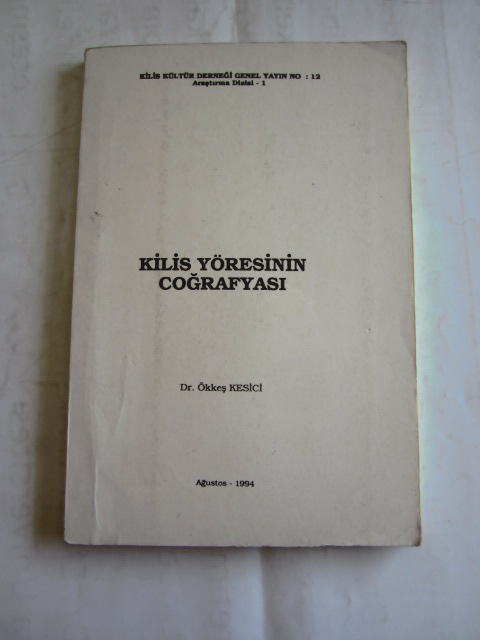 KİLİS KÜLTÜR DERNEĞİ GENEL YAYIN NO : 12
Araştırma Dizisi - 1
KİLİS YÖRESİNİN
COĞRAFYASI
Dr. Ökkeş KESİCİ
Ağustos - 1994